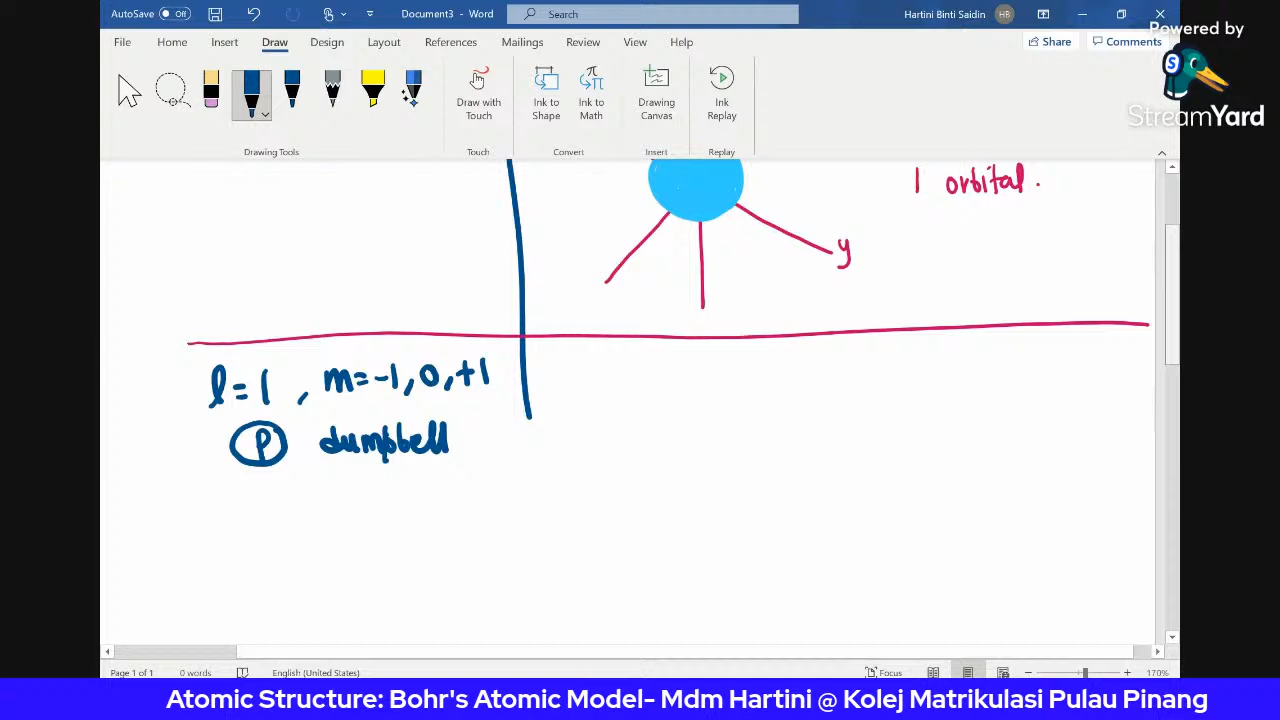 AutoSave Off Document3 - Word Search Hartini Binti Saidin HB
Powered by
File Home Insert Draw Design Layout References Mailings Review View Help Share Comments
S
StreamYard
Draw with Touch
Ink to Shape
Ink to Math
Drawing Canvas
Ink Replay
Drawing Tools Touch Convert Insert Replay
1 orbital.
y
l = 1 , m = -1, 0, +1
p dumbbell
Page 1 of 1 0 words English (United States) Focus 170%
Atomic Structure: Bohr's Atomic Model- Mdm Hartini @ Kolej Matrikulasi Pulau Pinang